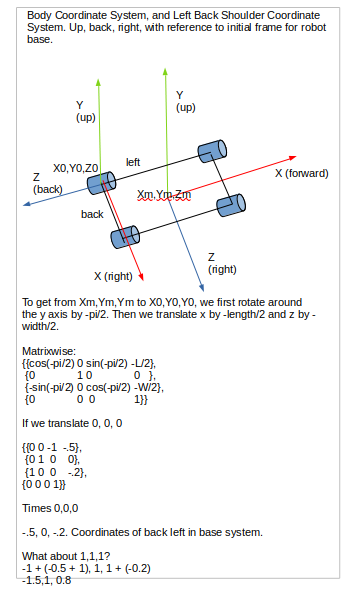 Body Coordinate System, and Left Back Shoulder Coordinate
System. Up, back, right, with reference to initial frame for robot
base.
Y
(up)
Y
(up)
X0,Y0,Z0
left
Z
(back)
X (forward)
Xm,Ym,Zm
back
Z
(right)
X (right)
To get from Xm,Ym,Ym to X0,Y0,Y0, we first rotate around
the y axis by -pi/2. Then we translate x by -length/2 and z by -
width/2.
Matrixwise:
{{cos(-pi/2) 0 sin(-pi/2) -L/2},
{0 1 0 0 },
{-sin(-pi/2) 0 cos(-pi/2) -W/2},
{0 0 0 1}}
If we translate 0, 0, 0
{{0 0 -1 -.5},
{0 1 0 0},
{1 0 0 -.2},
{0 0 0 1}}
Times 0,0,0
-.5, 0, -.2. Coordinates of back left in base system.
What about 1,1,1?
-1 + (-0.5 + 1), 1, 1 + (-0.2)
-1.5,1, 0.8